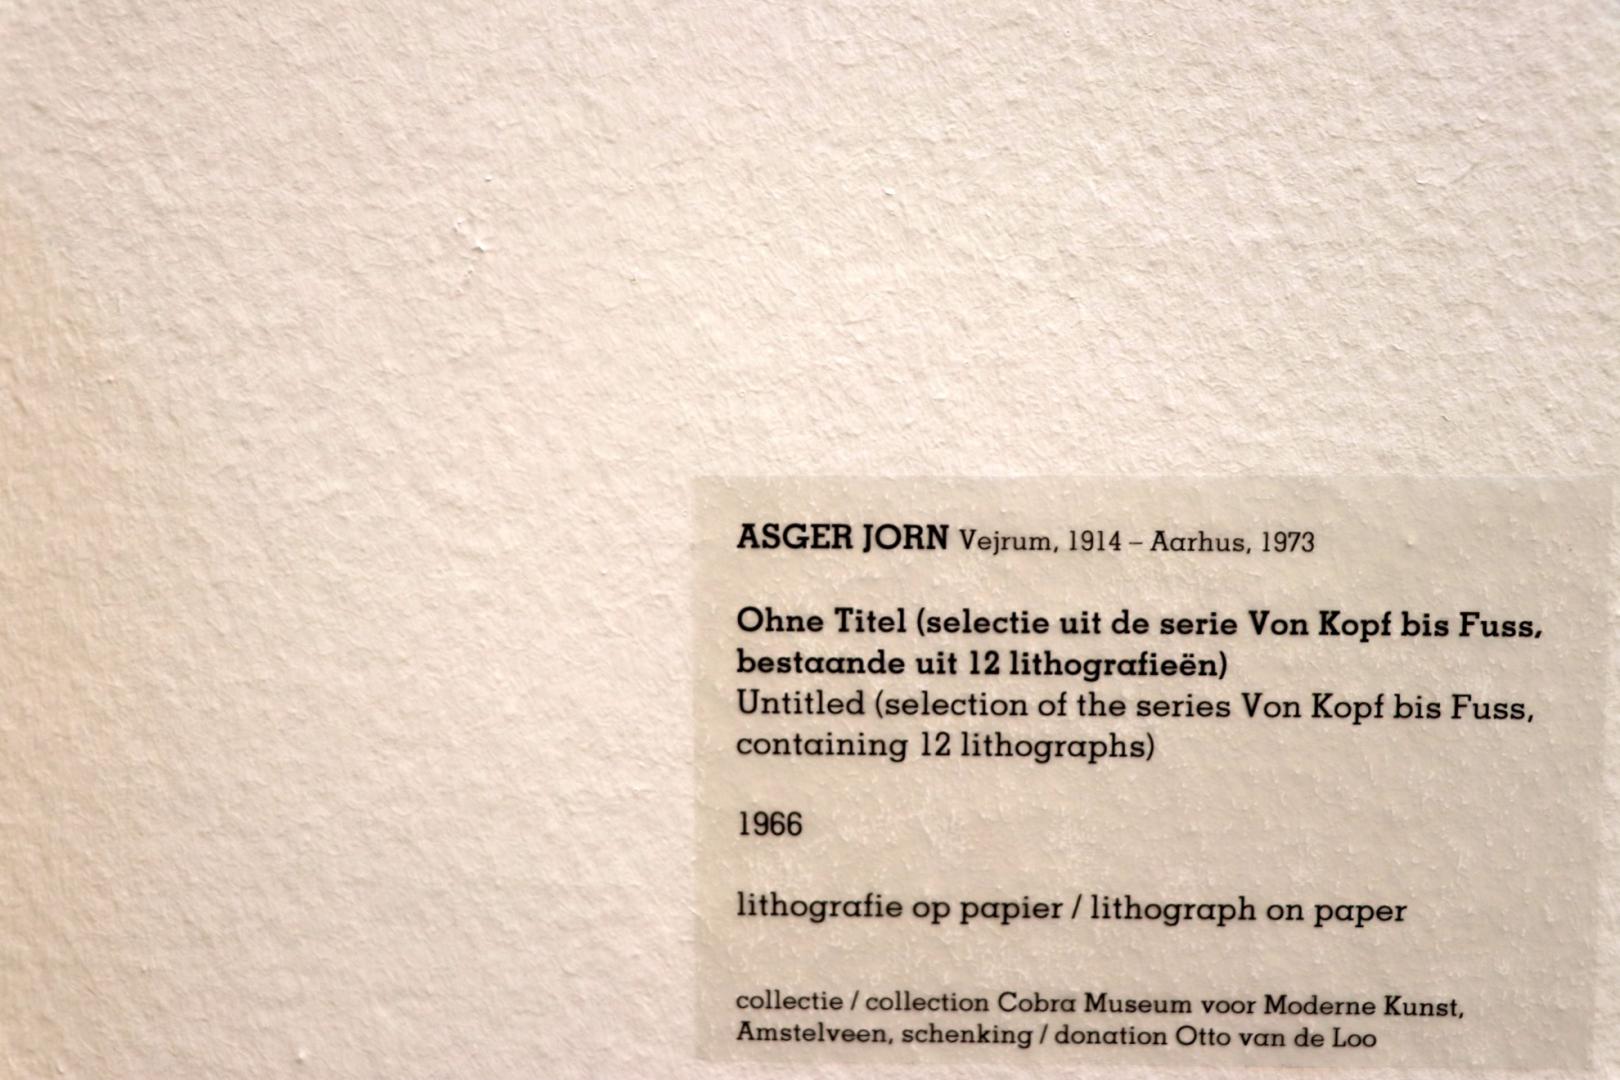 ASGER JORN Vejrum, 1914 – Aarhus, 1973
Ohne Titel (selectie uit de serie Von Kopf bis Fuss,
bestaande uit 12 lithografieën)
Untitled (selection of the series Von Kopf bis Fuss,
containing 12 lithographs)
1966
lithografie op papier / lithograph on paper
collectie / collection Cobra Museum voor Moderne Kunst,
Amstelveen, schenking / donation Otto van de Loo